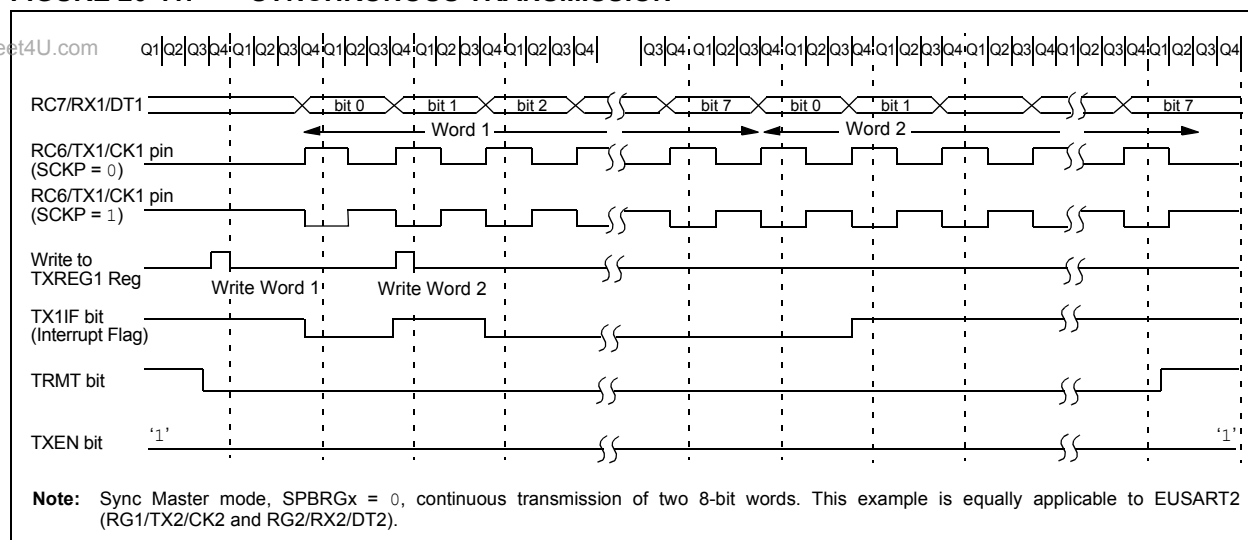 et4U.com
Q1 Q2 Q3 Q4 Q1 Q2 Q3 Q4 Q1 Q2 Q3 Q4 Q1 Q2 Q3 Q4 Q1 Q2 Q3 Q4 Q3 Q4 Q1 Q2 Q3 Q4 Q1 Q2 Q3 Q4 Q1 Q2 Q3 Q4 Q1 Q2 Q3 Q4 Q1 Q2 Q3 Q4 Q1 Q2 Q3 Q4
RC7/RX1/DT1 bit 0 bit 1 bit 2 bit 7 bit 0 bit 1 bit 7
Word 1 Word 2
RC6/TX1/CK1 pin
(SCKP = 0)
RC6/TX1/CK1 pin
(SCKP = 1)
Write to
TXREG1 Reg
Write Word 1 Write Word 2
TX1IF bit
(Interrupt Flag)
TRMT bit
TXEN bit ‘1’ ‘1’
Note: Sync Master mode, SPBRGx = 0, continuous transmission of two 8-bit words. This example is equally applicable to EUSART2
(RG1/TX2/CK2 and RG2/RX2/DT2).